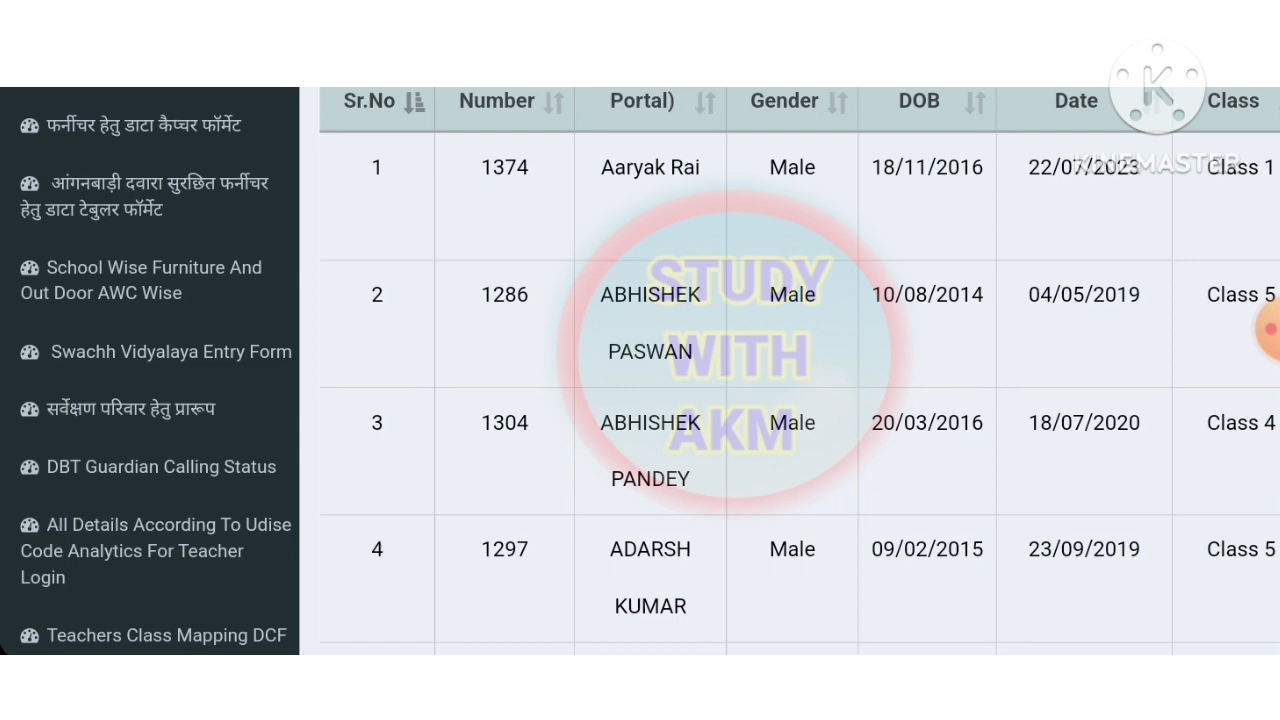 Sr.No Number Portal) Gender DOB Date Class
फर्नीचर हेतु डाटा कैप्चर फॉर्मेट
आंगनबाड़ी दवारा सुरछित फर्नीचर
हेतु डाटा टेबुलर फॉर्मेट
School Wise Furniture And
Out Door AWC Wise
Swachh Vidyalaya Entry Form
सर्वेक्षण परिवार हेतु प्रारूप
DBT Guardian Calling Status
All Details According To Udise
Code Analytics For Teacher
Login
Teachers Class Mapping DCF
1 1374 Aaryak Rai Male 18/11/2016 22/07/2023 Class 1
2 1286 ABHISHEK Male 10/08/2014 04/05/2019 Class 5
PASWAN
3 1304 ABHISHEK Male 20/03/2016 18/07/2020 Class 4
PANDEY
4 1297 ADARSH Male 09/02/2015 23/09/2019 Class 5
KUMAR
STUDY
WITH
AKM
K
KINEMASTER